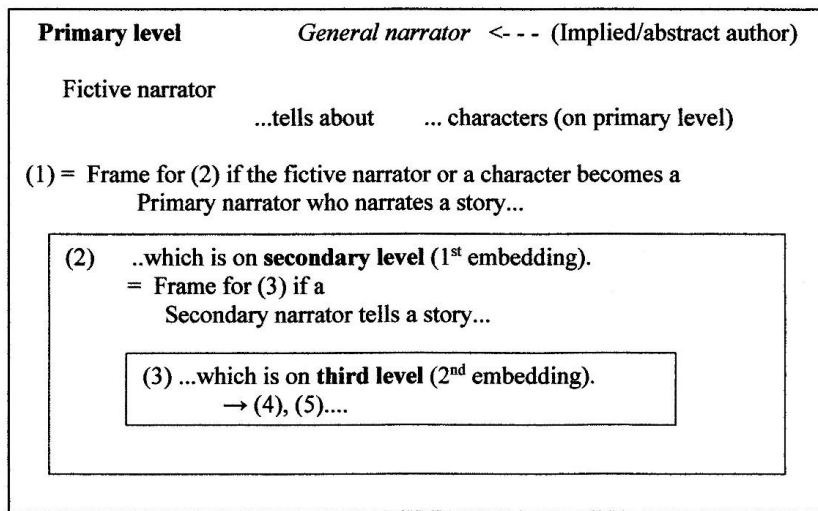 Primary level General narrator <--- (Implied/abstract author)
Fictive narrator
...tells about ... characters (on primary level)
(1) = Frame for (2) if the fictive narrator or a character becomes a
Primary narrator who narrates a story...
(2) ..which is on secondary level (1st embedding).
= Frame for (3) if a
Secondary narrator tells a story...
(3) ...which is on third level (2nd embedding).
→ (4), (5)....